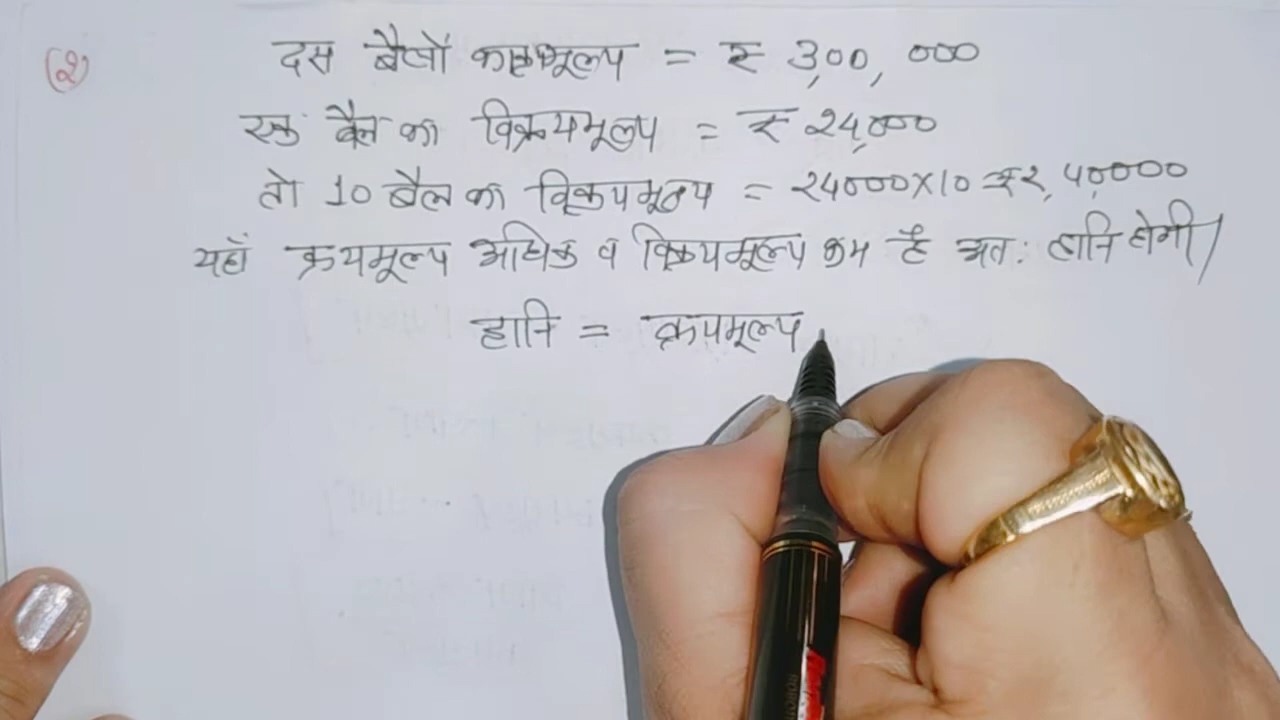 (२)
दस बैलों का क्रयमूल्य = ₹ 3,00,000
एक बैल का विक्रयमूल्य = ₹ 24,000
तो 10 बैल का विक्रयमूल्य = 24000×10 = ₹2,40,000
यहाँ क्रयमूल्य अधिक व विक्रयमूल्य कम है अतः हानि होगी/
हानि = क्रयमूल्य